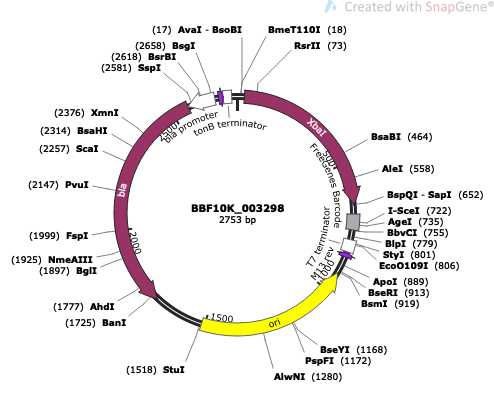 Created with SnapGene®
(17) AvaI - BsoBI
BmeT110I (18)
(2658) BsgI
RsrII (73)
(2618) BsrBI
(2581) SspI
(2376) XmnI
(2314) BsaHI
(2257) ScaI
(2147) PvuI
(1999) FspI
(1925) NmeAIII
(1897) BglI
(1777) AhdI
(1725) BanI
(1518) StuI
BsaBI (464)
AleI (558)
BspQI - SapI (652)
I-SceI (722)
AgeI (735)
BbvCI (755)
BlpI (779)
StyI (801)
EcoO109I (806)
ApoI (889)
BseRI (913)
BsmI (919)
BseYI (1168)
PspFI (1172)
AlwNI (1280)
bla promoter
tonB terminator
XbaI
FreeGenes Barcode
T7 terminator
M13 rev
ori
bla
500
1000
1500
2000
2500
BBF10K_003298
2753 bp